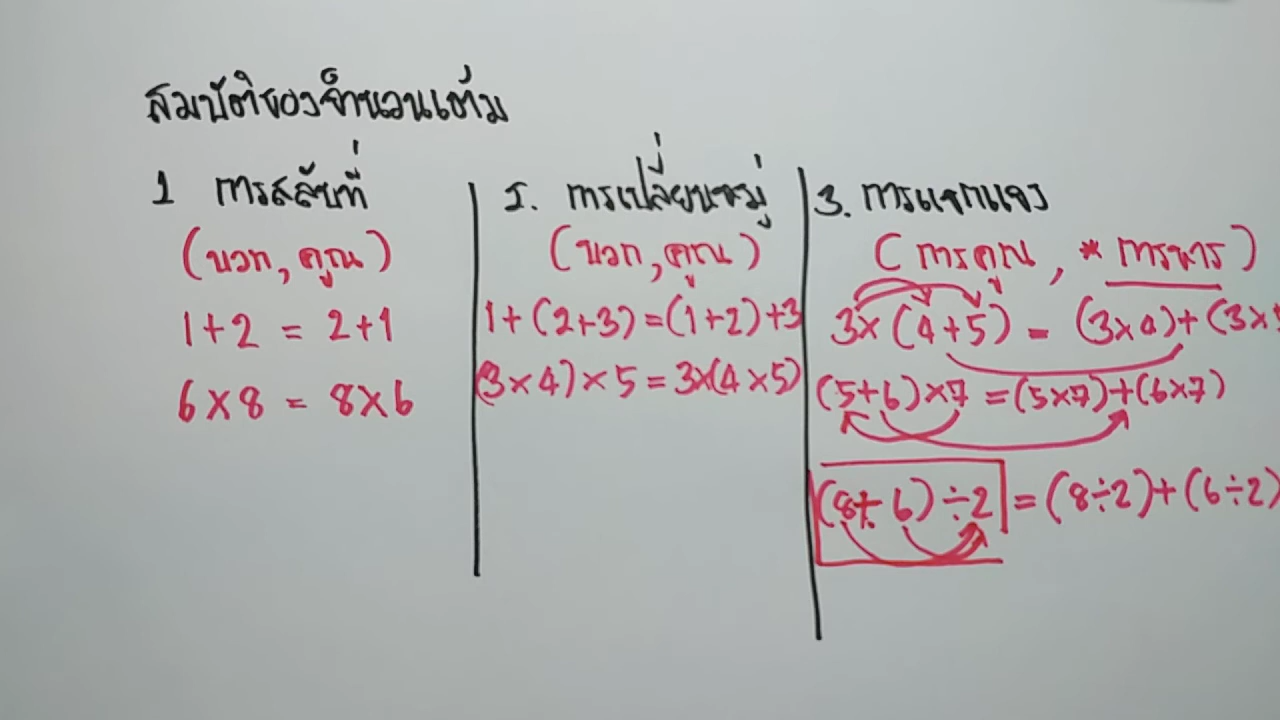 สมบัติของจำนวนเต็ม
1 การสลับที่
(บวก, คูณ)
1+2 = 2+1
6×8 = 8×6
2. การเปลี่ยนหมู่
(บวก, คูณ)
1+(2+3)=(1+2)+3
(3×4)×5=3×(4×5)
3. การแจกแจง
(การคูณ, * การหาร)
3×(4+5) = (3×4)+(3×
(5+6)×7=(5×7)+(6×7)
(8+6)÷2 = (8÷2)+(6÷2)